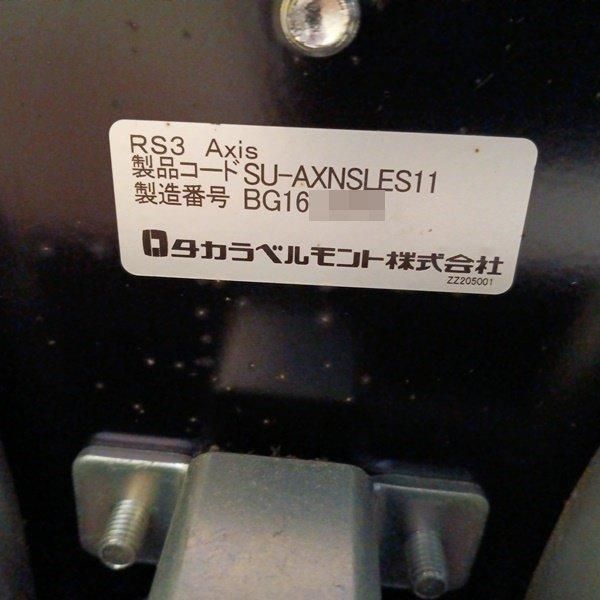 RS3 Axis
製品コード SU-AXNSLES11
製造番号 BG16
タカラベルモント株式会社
ZZ205001